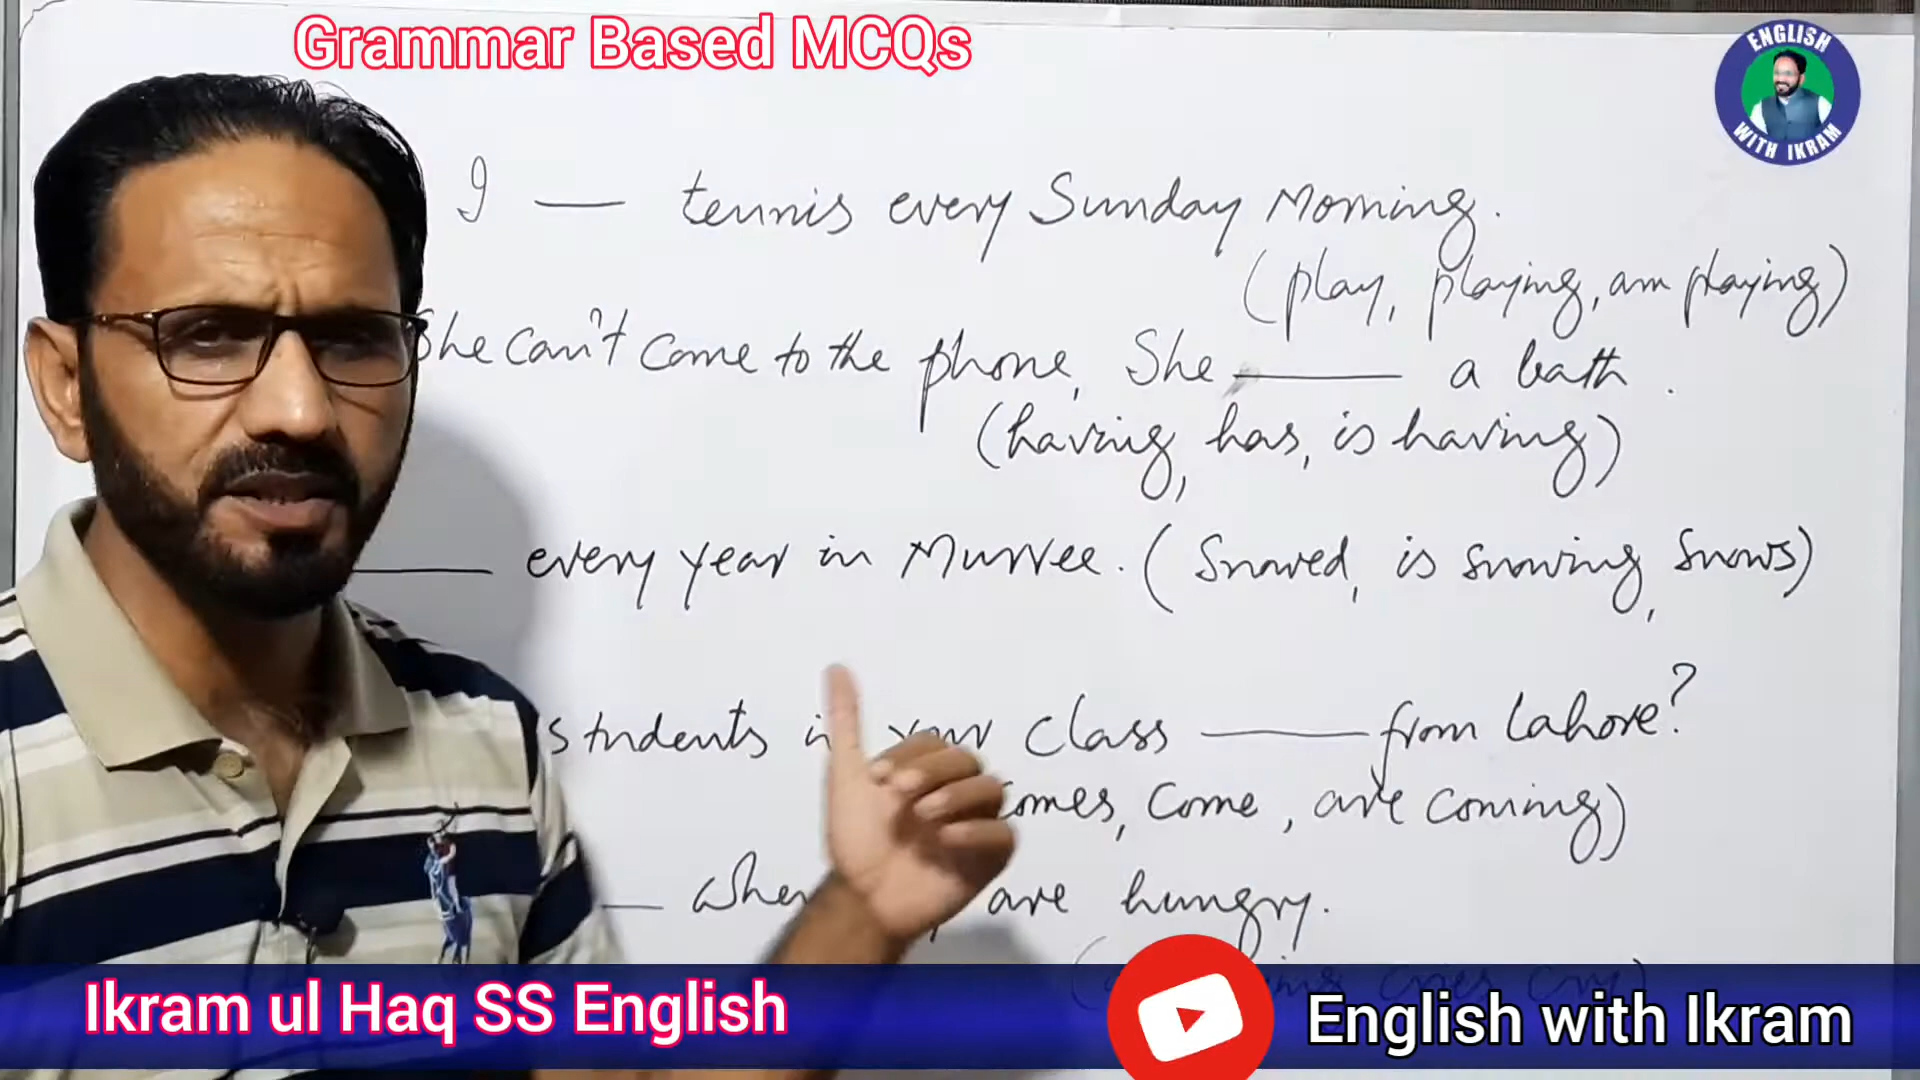 Grammar Based MCQs
ENGLISH
WITH IKRAM
I — tennis every Sunday Morning.
(play, playing, am playing)
She can't come to the phone, She — a bath.
(having, has, is having)
— every year in Murree. (Snowed, is snowing, snows)
students in your class — from Lahore?
comes, come, are coming)
— when are hungry.
cries cry)
Ikram ul Haq SS English
English with Ikram